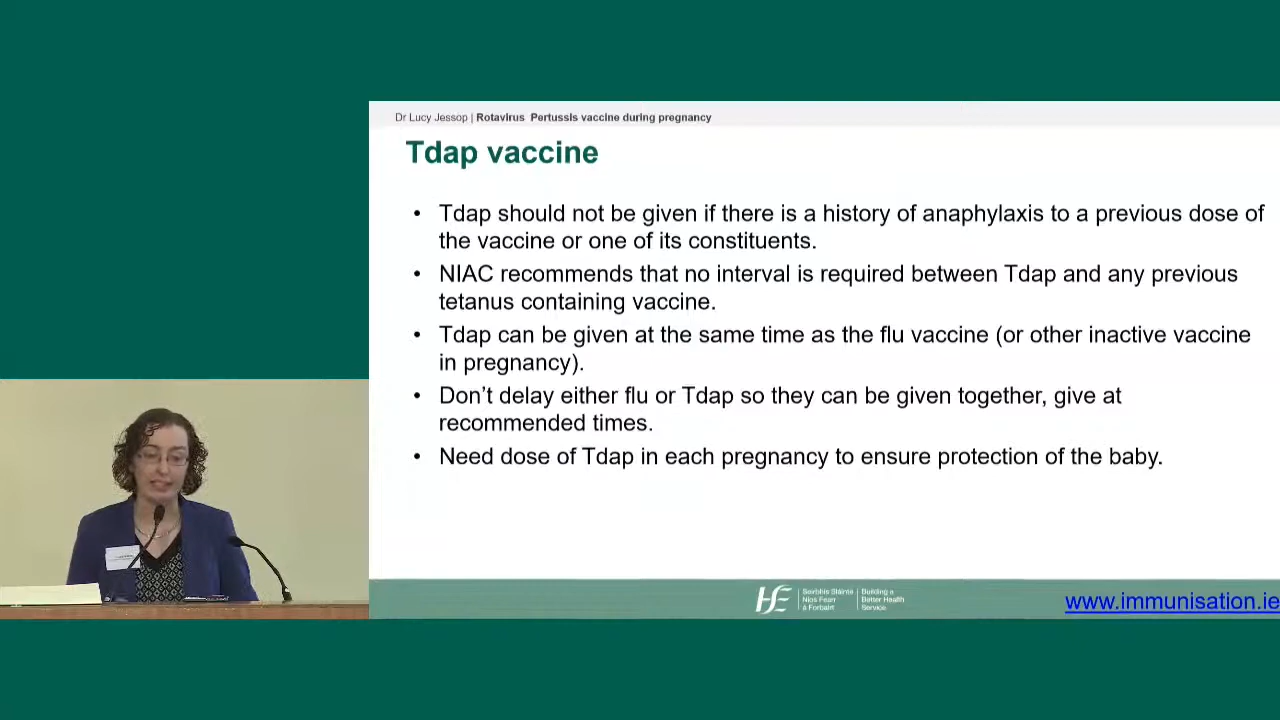 Dr Lucy Jessop | Rotavirus Pertussis vaccine during pregnancy
Tdap vaccine
• Tdap should not be given if there is a history of anaphylaxis to a previous dose of
the vaccine or one of its constituents.
• NIAC recommends that no interval is required between Tdap and any previous
tetanus containing vaccine.
• Tdap can be given at the same time as the flu vaccine (or other inactive vaccine
in pregnancy).
• Don’t delay either flu or Tdap so they can be given together, give at
recommended times.
• Need dose of Tdap in each pregnancy to ensure protection of the baby.
Seirbhís Sláinte
Níos Fearr
á Forbairt
Building a
Better Health
Service
www.immunisation.ie